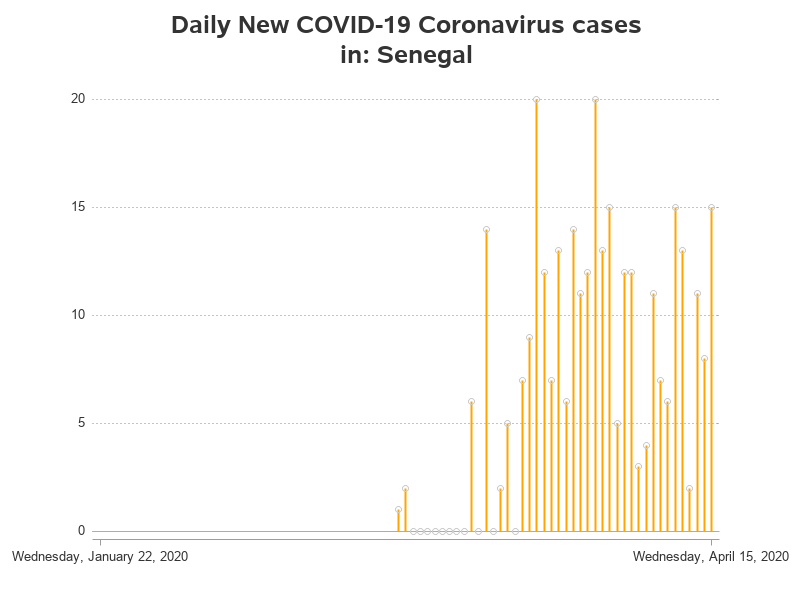 Daily New COVID-19 Coronavirus cases
in: Senegal
20
15
10
5
0
Wednesday, January 22, 2020
Wednesday, April 15, 2020